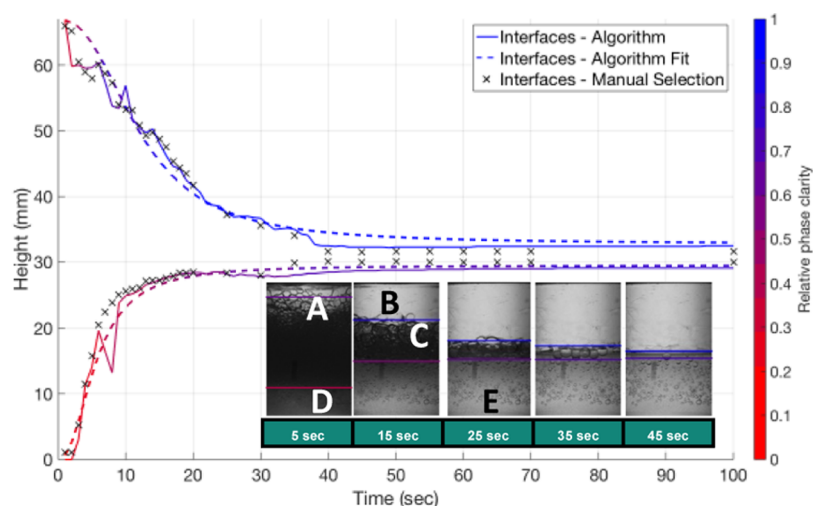 Interfaces - Algorithm
Interfaces - Algorithm Fit
Interfaces - Manual Selection
Height (mm)
60
50
40
30
20
10
0
0
10
20
30
40
50
60
70
80
90
100
Time (sec)
A
B
C
D
E
5 sec
15 sec
25 sec
35 sec
45 sec
1
0.9
0.8
0.7
0.6
0.5
0.4
0.3
0.2
0.1
0
Relative phase clarity